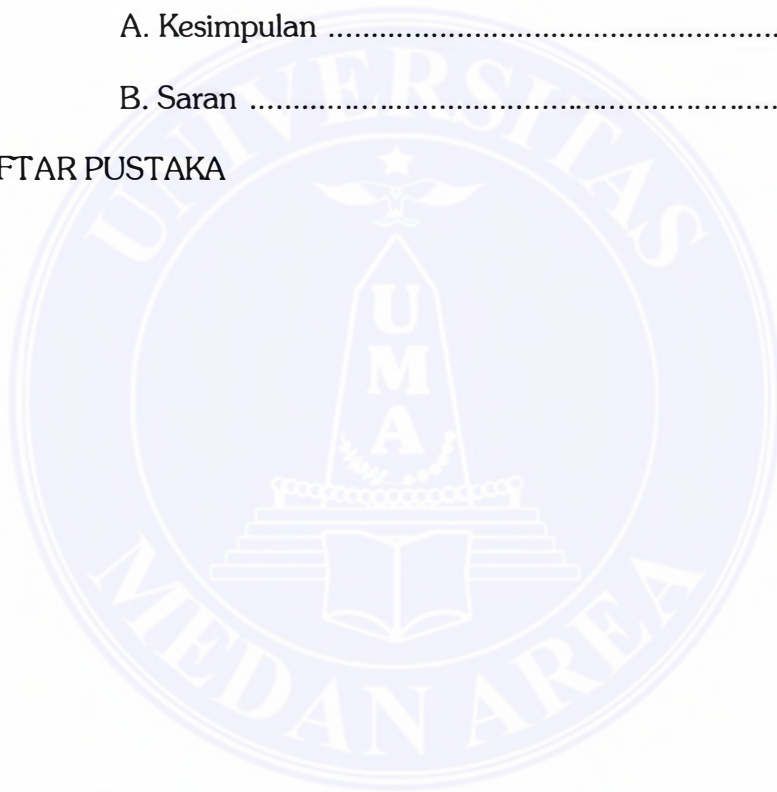 A. Kesimpulan ......................................................
B. Saran ................................................................
FTAR PUSTAKA
UNIVERSITAS
UMA
MEDAN AREA